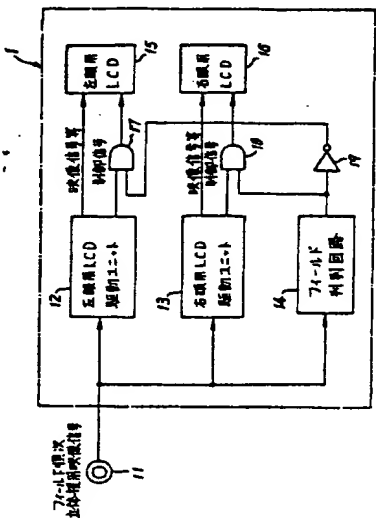 1
左眼用
LCD
15
右眼用
LCD
16
映像信号等
制御信号
17
映像信号等
制御信号
18
19
12
左眼用LCD
駆動ユニット
13
右眼用LCD
駆動ユニット
14
フィールド
判別回路
フィールド順次
立体視用映像信号
11